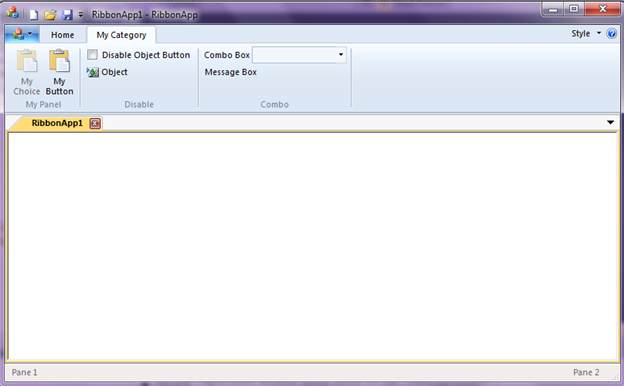 RibbonApp1 - RibbonApp
Home My Category Style
Disable Object Button Combo Box
My Choice My Button Object Message Box
My Panel Disable Combo
RibbonApp1
Pane 1 Pane 2